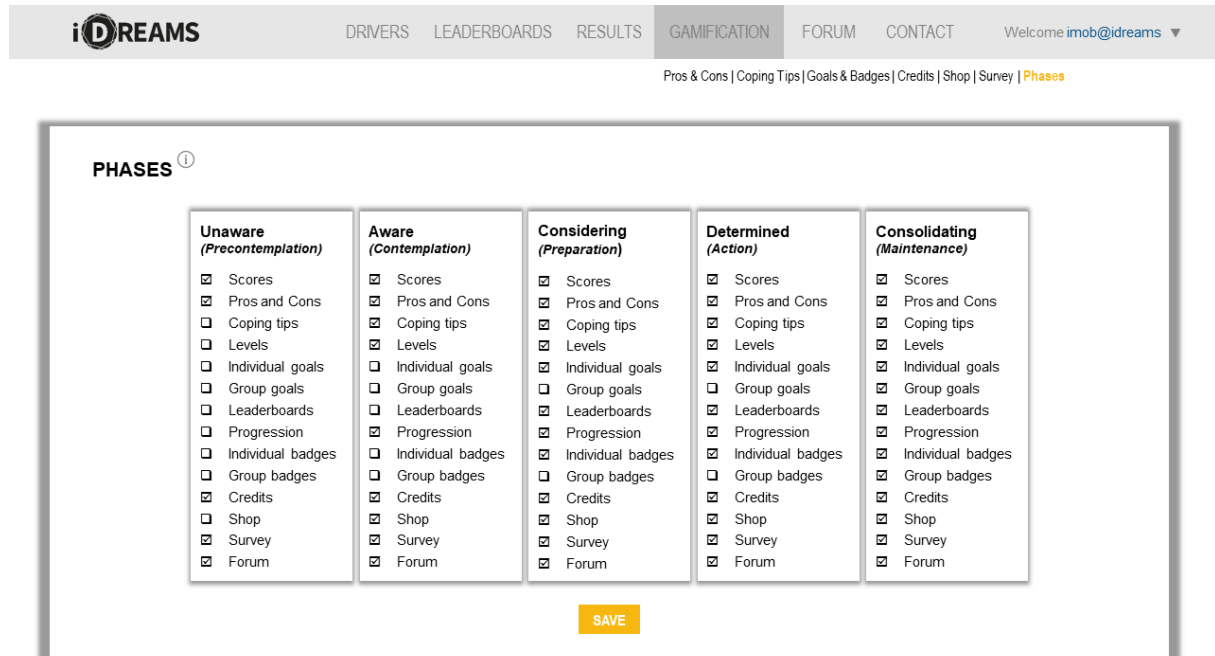 iDREAMS DRIVERS LEADERBOARDS RESULTS GAMIFICATION FORUM CONTACT Welcome imob@idreams ▼
Pros & Cons | Coping Tips | Goals & Badges | Credits | Shop | Survey | Phases
PHASES i
Unaware
(Precontemplation)
Scores
Pros and Cons
Coping tips
Levels
Individual goals
Group goals
Leaderboards
Progression
Individual badges
Group badges
Credits
Shop
Survey
Forum
Aware
(Contemplation)
Scores
Pros and Cons
Coping tips
Levels
Individual goals
Group goals
Leaderboards
Progression
Individual badges
Group badges
Credits
Shop
Survey
Forum
Considering
(Preparation)
Scores
Pros and Cons
Coping tips
Levels
Individual goals
Group goals
Leaderboards
Progression
Individual badges
Group badges
Credits
Shop
Survey
Forum
Determined
(Action)
Scores
Pros and Cons
Coping tips
Levels
Individual goals
Group goals
Leaderboards
Progression
Individual badges
Group badges
Credits
Shop
Survey
Forum
Consolidating
(Maintenance)
Scores
Pros and Cons
Coping tips
Levels
Individual goals
Group goals
Leaderboards
Progression
Individual badges
Group badges
Credits
Shop
Survey
Forum
SAVE